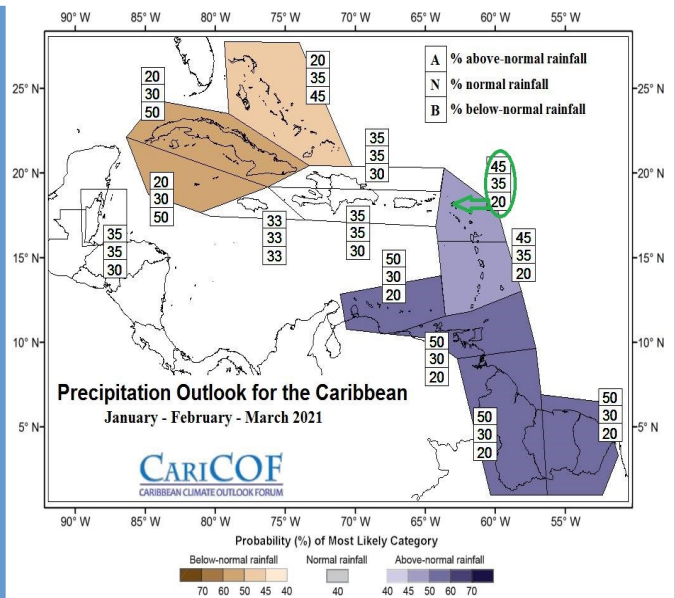 90° W 85° W 80° W 75° W 70° W 65° W 60° W 55° W
25° N
20° N
15° N
10° N
5° N
25° N
20° N
15° N
10° N
5° N
A % above-normal rainfall
N % normal rainfall
B % below-normal rainfall
20
30
50
20
35
45
35
35
30
45
35
20
20
30
50
33
33
33
35
35
30
35
35
30
45
35
20
50
30
20
50
30
20
50
30
20
50
30
20
Precipitation Outlook for the Caribbean
January - February - March 2021
CARICOF
CARIBBEAN CLIMATE OUTLOOK FORUM
90° W 85° W 80° W 75° W 70° W 65° W 60° W 55° W
Probability (%) of Most Likely Category
Below-normal rainfall Normal rainfall Above-normal rainfall
70 60 50 45 40 40 40 45 50 60 70